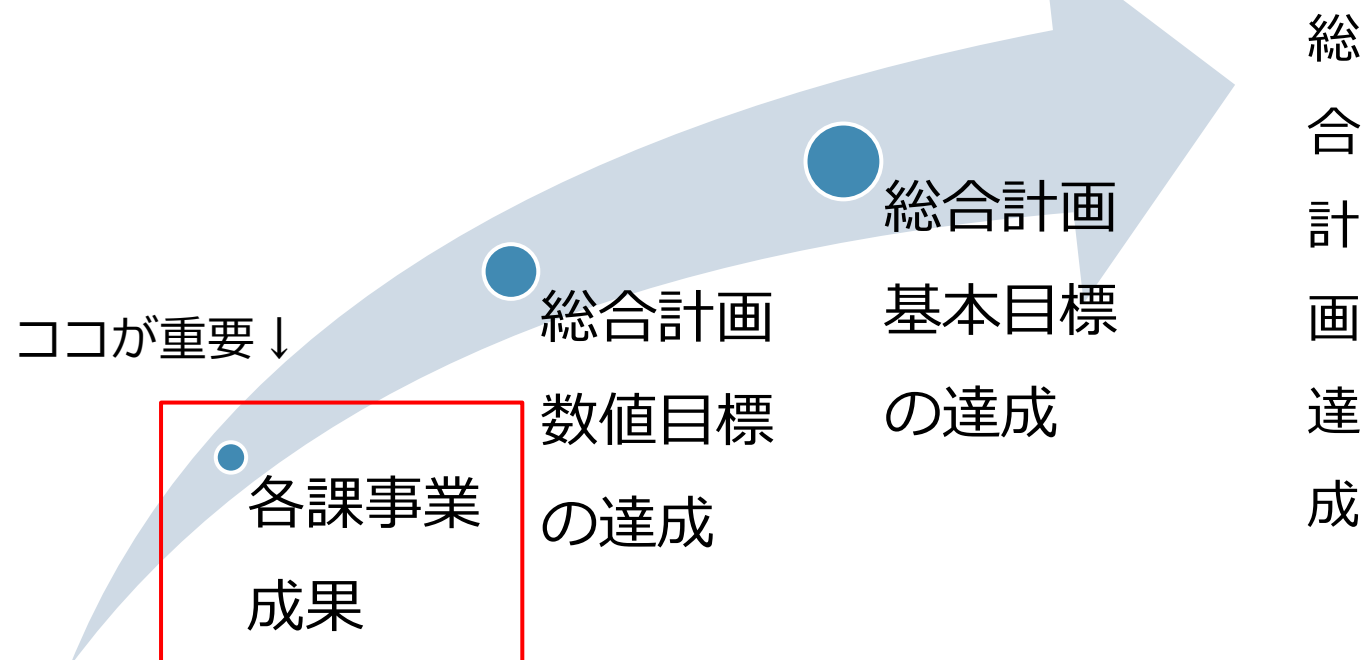 ココが重要↓
各課事業
成果
総合計画
数値目標
の達成
総合計画
基本目標
の達成
総合計画達成